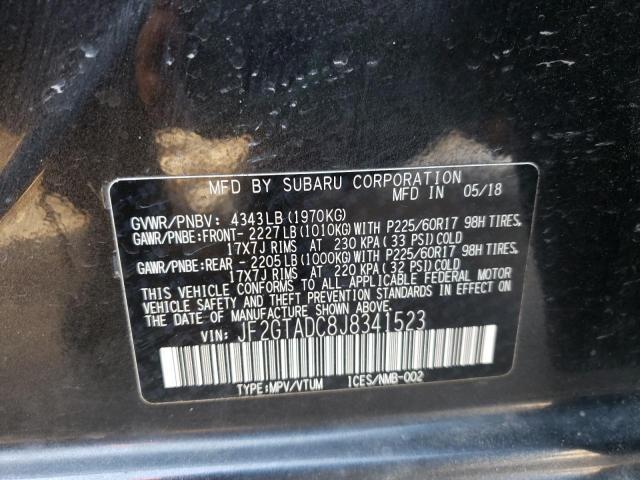 MFD BY SUBARU CORPORATION
MFD IN 05/18
GVWR/PNBV: 4343LB(1970KG)
GAWR/PNBE:FRONT- 2227LB(1010KG)WITH P225/60R17 98H TIRES,
17X7J RIMS AT 230 KPA(33 PSI)COLD
GAWR/PNBE:REAR - 2205LB(1000KG)WITH P225/60R17 98H TIRES,
17X7J RIMS AT 220 KPA(32 PSI)COLD
THIS VEHICLE CONFORMS TO ALL APPLICABLE FEDERAL MOTOR
VEHICLE SAFETY AND THEFT PREVENTION STANDARDS IN EFFECT ON
THE DATE OF MANUFACTURE SHOWN ABOVE.
VIN: JF2GTADC8J8341523
TYPE:MPV/VTUM ICES/NMB-002